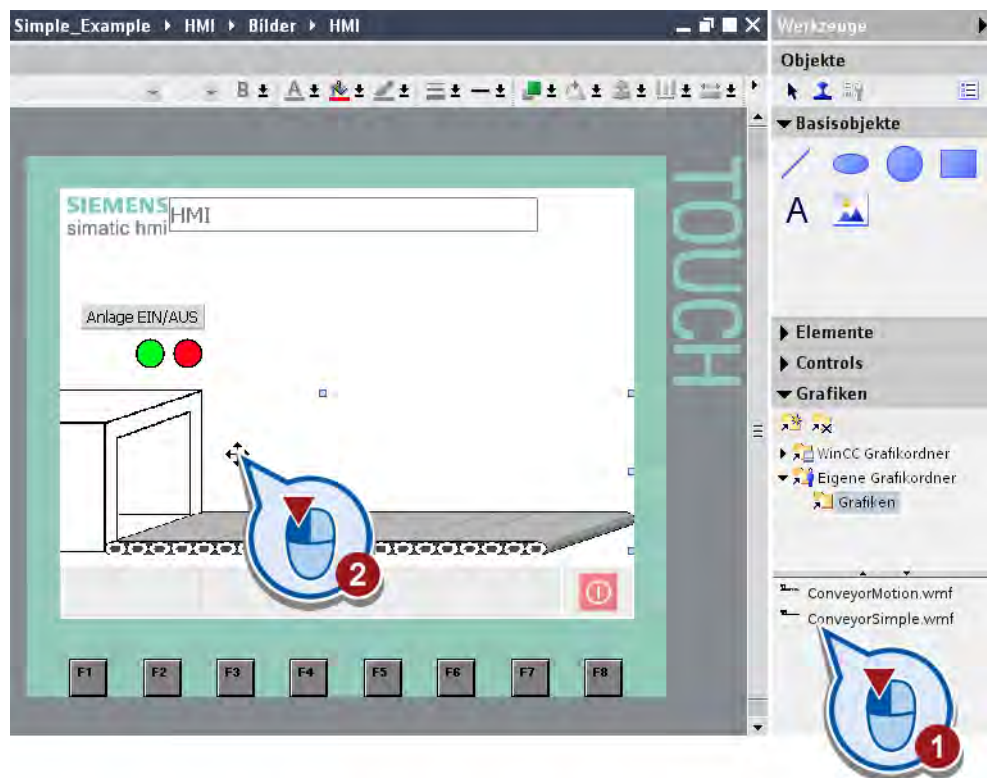 Simple_Example ▸ HMI ▸ Bilder ▸ HMI
Werkzeuge
Objekte
Basisobjekte
A
Elemente
Controls
Grafiken
WinCC Grafikordner
Eigene Grafikordner
Grafiken
ConveyorMotion.wmf
ConveyorSimple.wmf
1
B A
SIEMENS
simatic hmi
HMI
TOUCH
Anlage EIN/AUS
2
F1 F2 F3 F4 F5 F6 F7 F8